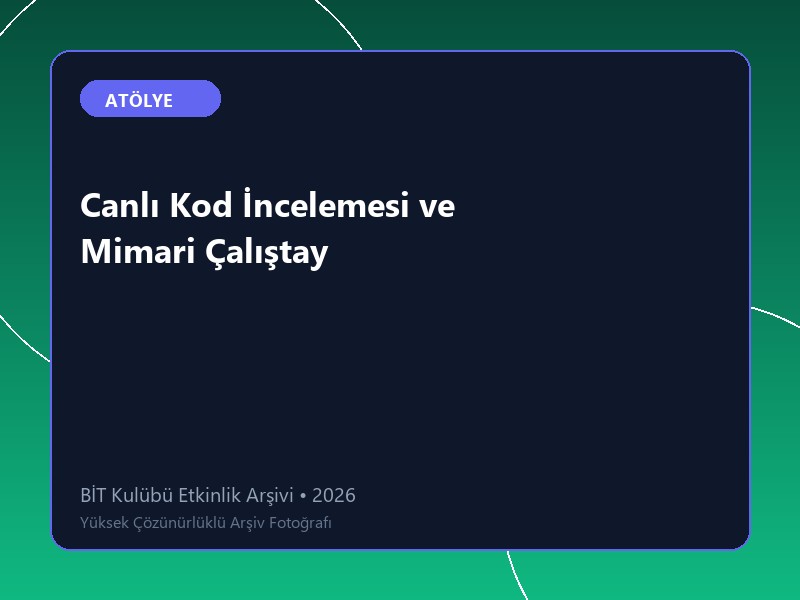 ATÖLYE
Canlı Kod İncelemesi ve
Mimari Çalıştay
BİT Kulübü Etkinlik Arşivi • 2026
Yüksek Çözünürlüklü Arşiv Fotoğrafı